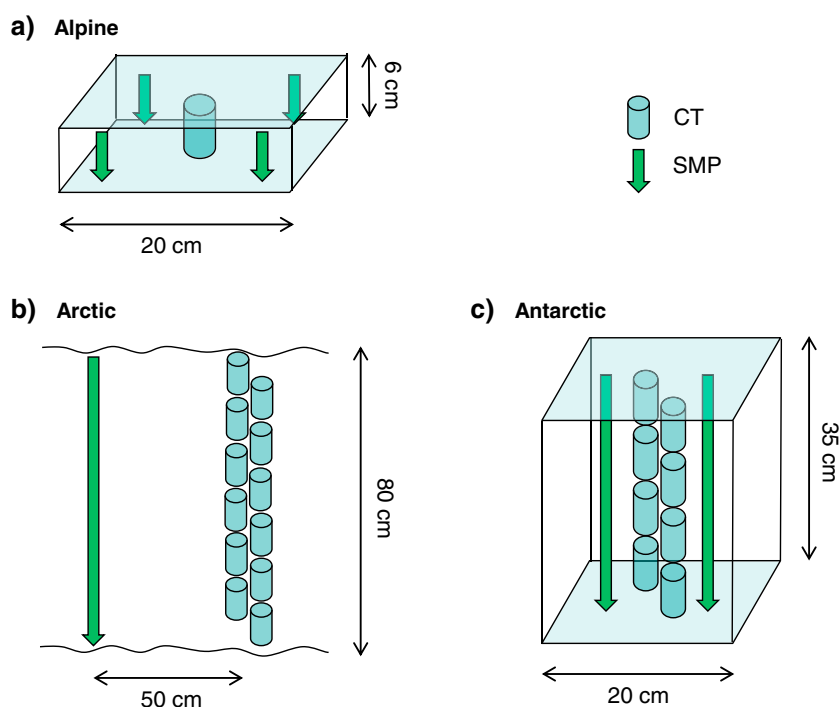 a) Alpine
6 cm
20 cm
CT
SMP
b) Arctic
80 cm
50 cm
c) Antarctic
35 cm
20 cm